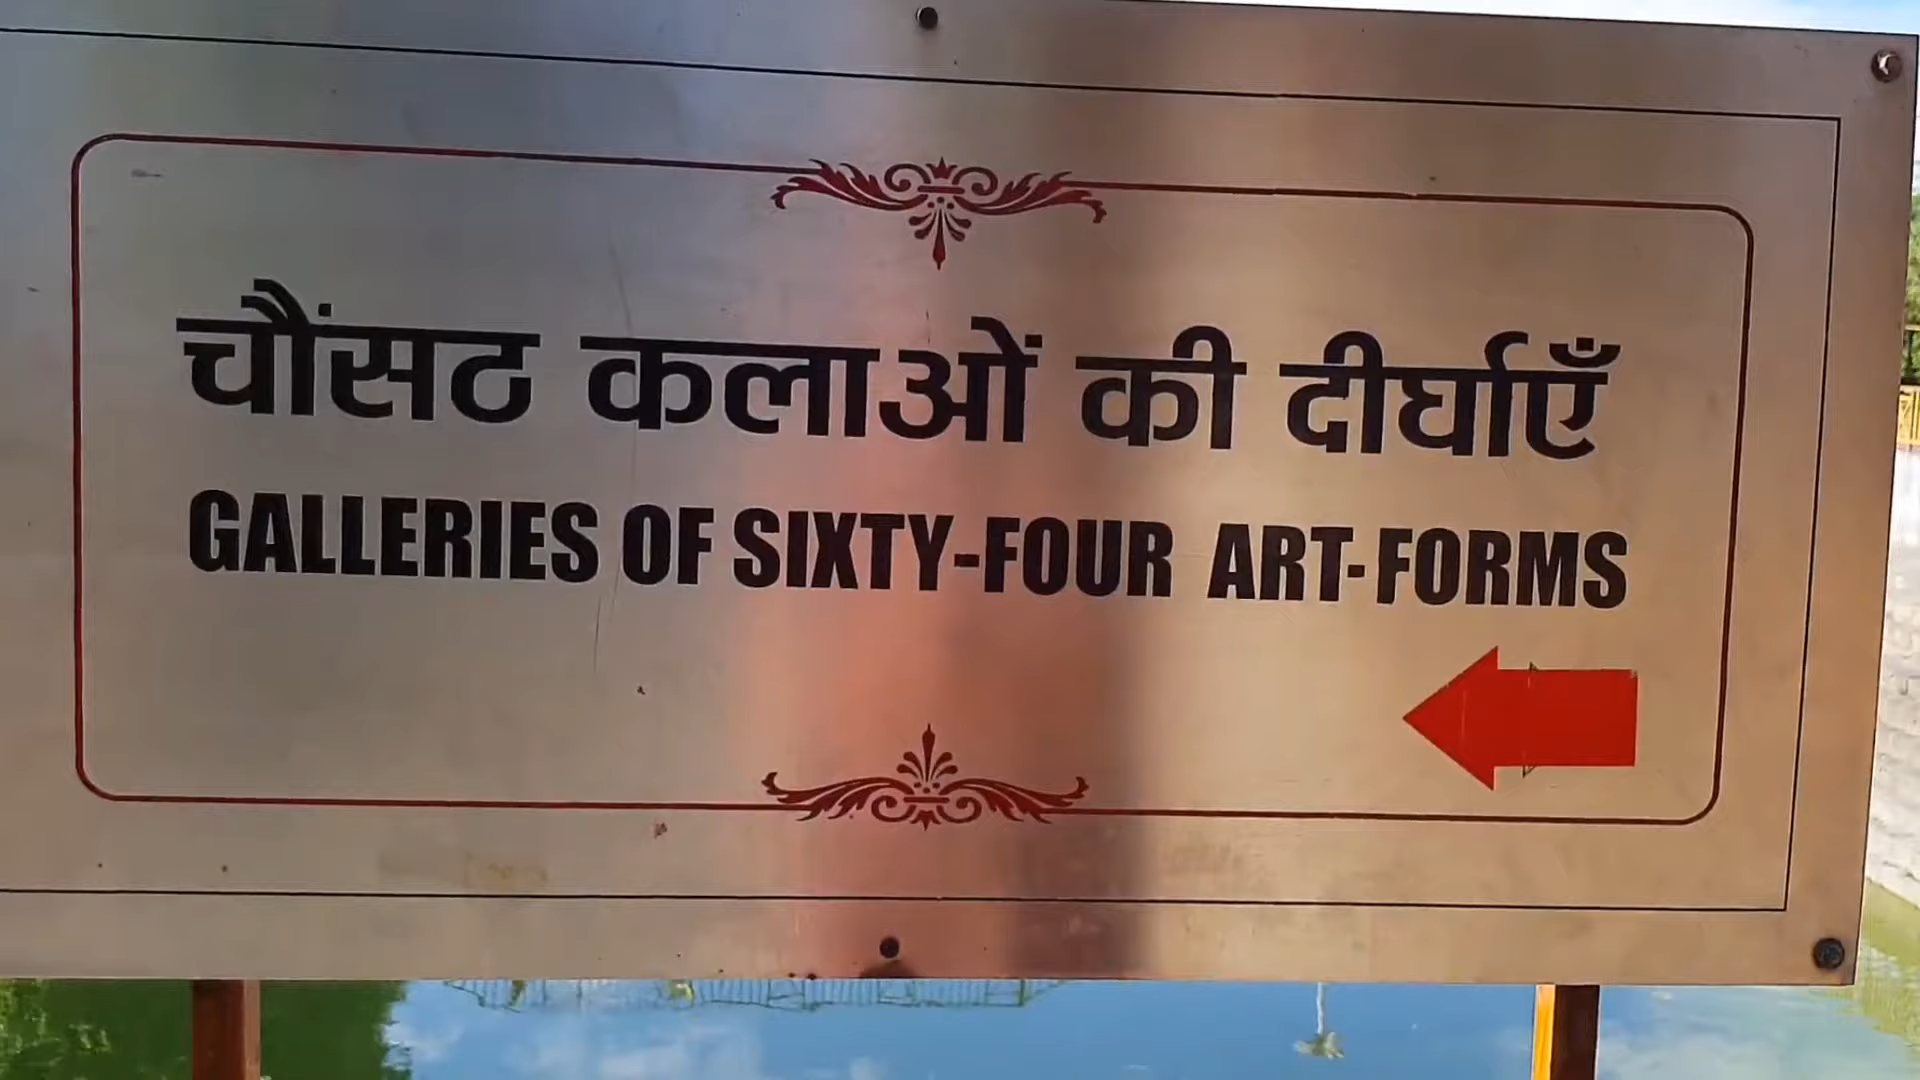 चौंसठ कलाओं की दीर्घाएँ
GALLERIES OF SIXTY-FOUR ART-FORMS